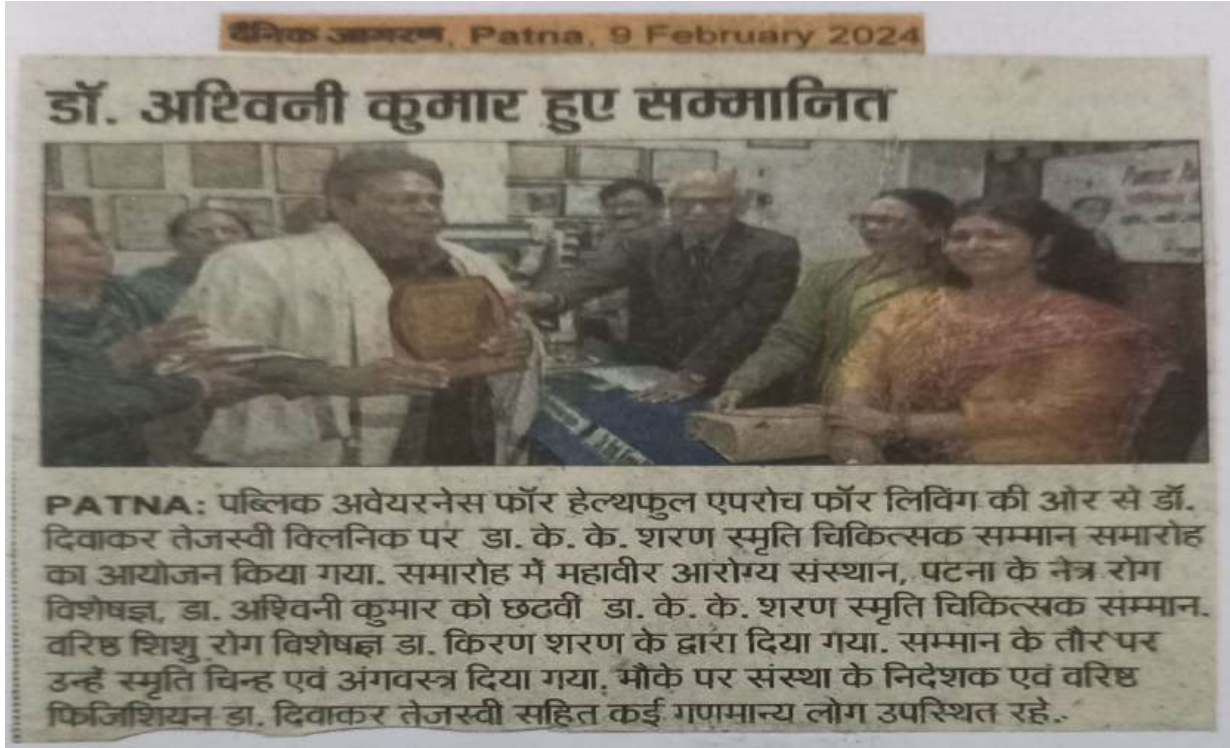 दैनिक जागरण, Patna, 9 February 2024
डॉ. अश्विनी कुमार हुए सम्मानित
PATNA: पब्लिक अवेयरनेस फॉर हेल्थफुल एपरोच फॉर लिविंग की ओर से डॉ.
दिवाकर तेजस्वी क्लिनिक पर डा. के. के. शरण स्मृति चिकित्सक सम्मान समारोह
का आयोजन किया गया. समारोह में महावीर आरोग्य संस्थान, पटना के नेत्र रोग
विशेषज्ञ, डा. अश्विनी कुमार को छठवी डा. के. के. शरण स्मृति चिकित्सक सम्मान.
वरिष्ठ शिशु रोग विशेषज्ञ डा. किरण शरण के द्वारा दिया गया. सम्मान के तौर पर
उन्हें स्मृति चिन्ह एवं अंगवस्त्र दिया गया. मौके पर संस्था के निदेशक एवं वरिष्ठ
फिजिशियन डा. दिवाकर तेजस्वी सहित कई गणमान्य लोग उपस्थित रहे.